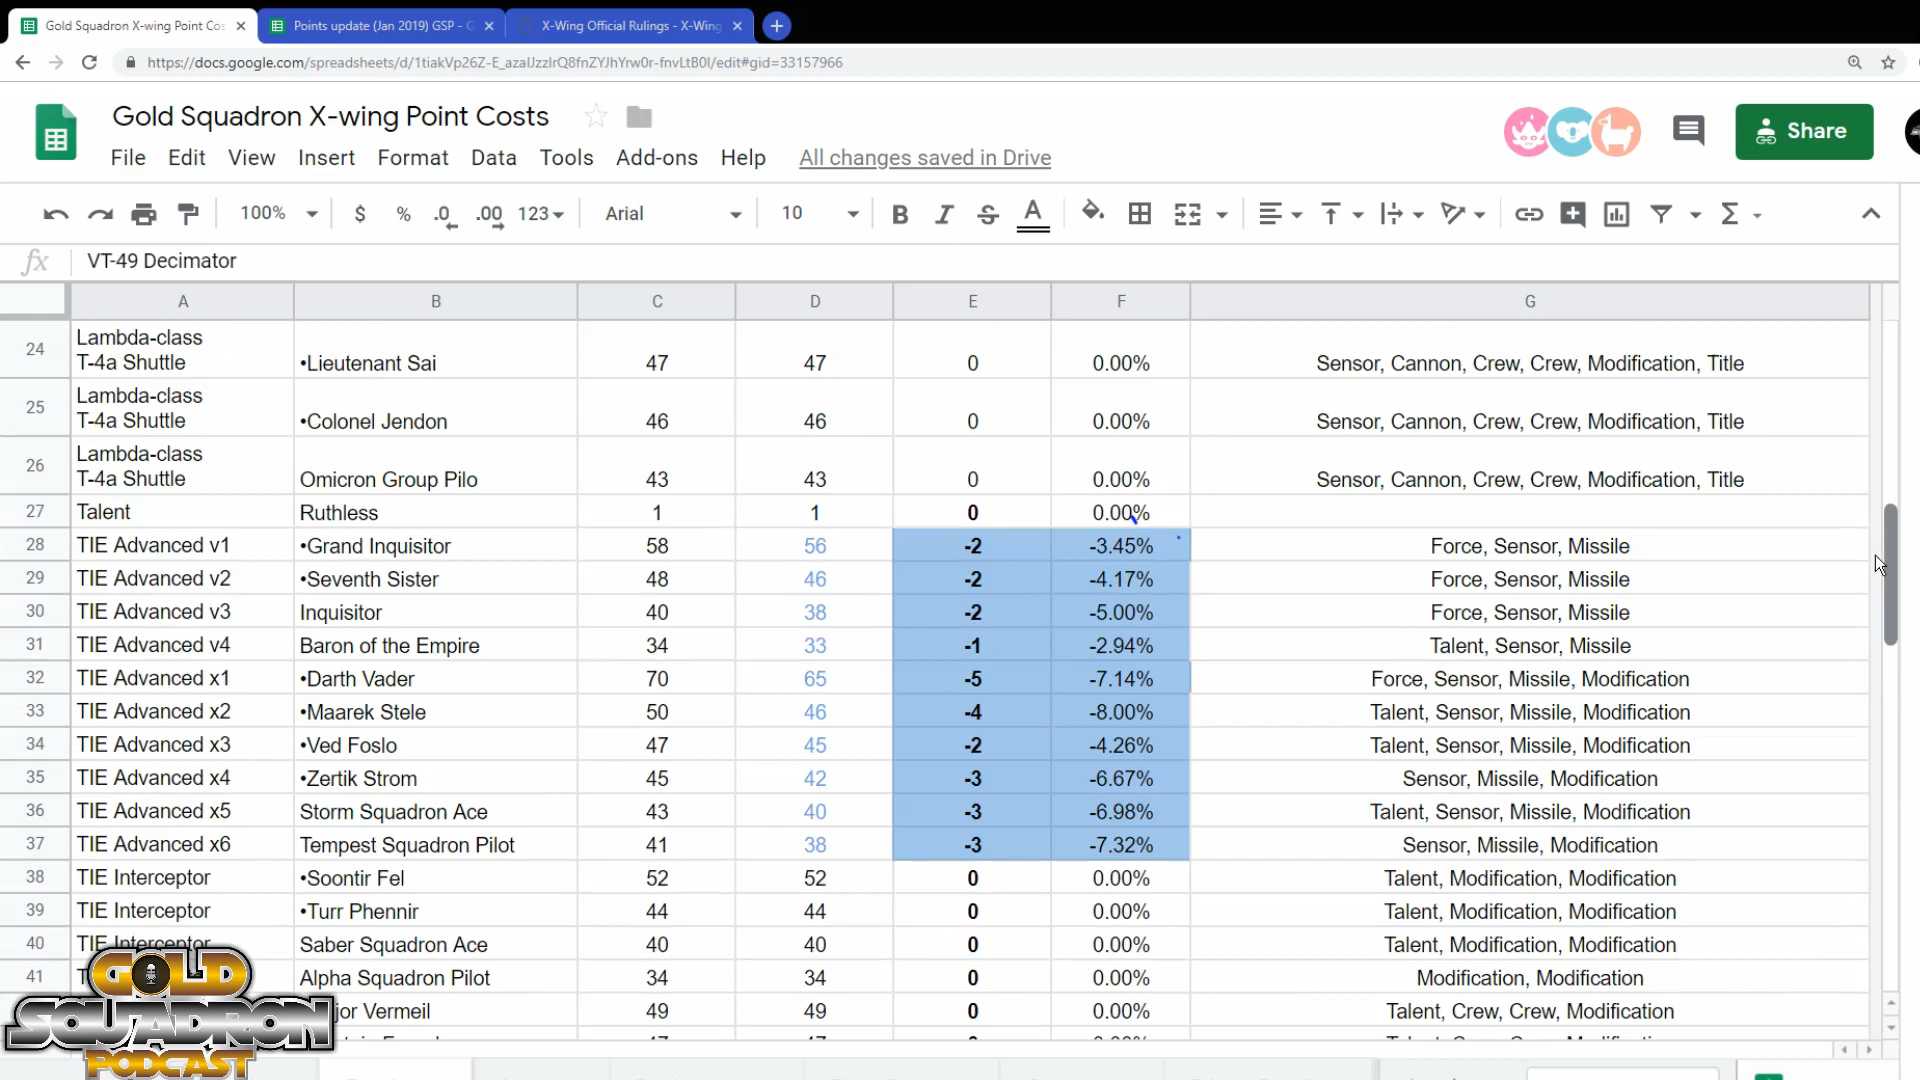 Gold Squadron X-wing Point Cos
Points update (Jan 2019) GSP - G
X-Wing Official Rulings - X-Wing
https://docs.google.com/spreadsheets/d/1tiakVp26Z-E_azaIJzzIrQ8fnZYJhYrw0r-fnvLtB0I/edit#gid=33157966
Gold Squadron X-wing Point Costs
Share
File Edit View Insert Format Data Tools Add-ons Help All changes saved in Drive
100% $ % .0 .00 123 Arial 10 B I S A Σ
fx VT-49 Decimator
A B C D E F G
24 Lambda-class
T-4a Shuttle •Lieutenant Sai 47 47 0 0.00% Sensor, Cannon, Crew, Crew, Modification, Title
25 Lambda-class
T-4a Shuttle •Colonel Jendon 46 46 0 0.00% Sensor, Cannon, Crew, Crew, Modification, Title
26 Lambda-class
T-4a Shuttle Omicron Group Pilo 43 43 0 0.00% Sensor, Cannon, Crew, Crew, Modification, Title
27 Talent Ruthless 1 1 0 0.00%
28 TIE Advanced v1 •Grand Inquisitor 58 56 -2 -3.45% Force, Sensor, Missile
29 TIE Advanced v2 •Seventh Sister 48 46 -2 -4.17% Force, Sensor, Missile
30 TIE Advanced v3 Inquisitor 40 38 -2 -5.00% Force, Sensor, Missile
31 TIE Advanced v4 Baron of the Empire 34 33 -1 -2.94% Talent, Sensor, Missile
32 TIE Advanced x1 •Darth Vader 70 65 -5 -7.14% Force, Sensor, Missile, Modification
33 TIE Advanced x2 •Maarek Stele 50 46 -4 -8.00% Talent, Sensor, Missile, Modification
34 TIE Advanced x3 •Ved Foslo 47 45 -2 -4.26% Talent, Sensor, Missile, Modification
35 TIE Advanced x4 •Zertik Strom 45 42 -3 -6.67% Sensor, Missile, Modification
36 TIE Advanced x5 Storm Squadron Ace 43 40 -3 -6.98% Talent, Sensor, Missile, Modification
37 TIE Advanced x6 Tempest Squadron Pilot 41 38 -3 -7.32% Sensor, Missile, Modification
38 TIE Interceptor •Soontir Fel 52 52 0 0.00% Talent, Modification, Modification
39 TIE Interceptor •Turr Phennir 44 44 0 0.00% Talent, Modification, Modification
40 TIE Interceptor Saber Squadron Ace 40 40 0 0.00% Talent, Modification, Modification
41 T Alpha Squadron Pilot 34 34 0 0.00% Modification, Modification
jor Vermeil 49 49 0 0.00% Talent, Crew, Crew, Modification
GOLD
SQUADRON
PODCAST